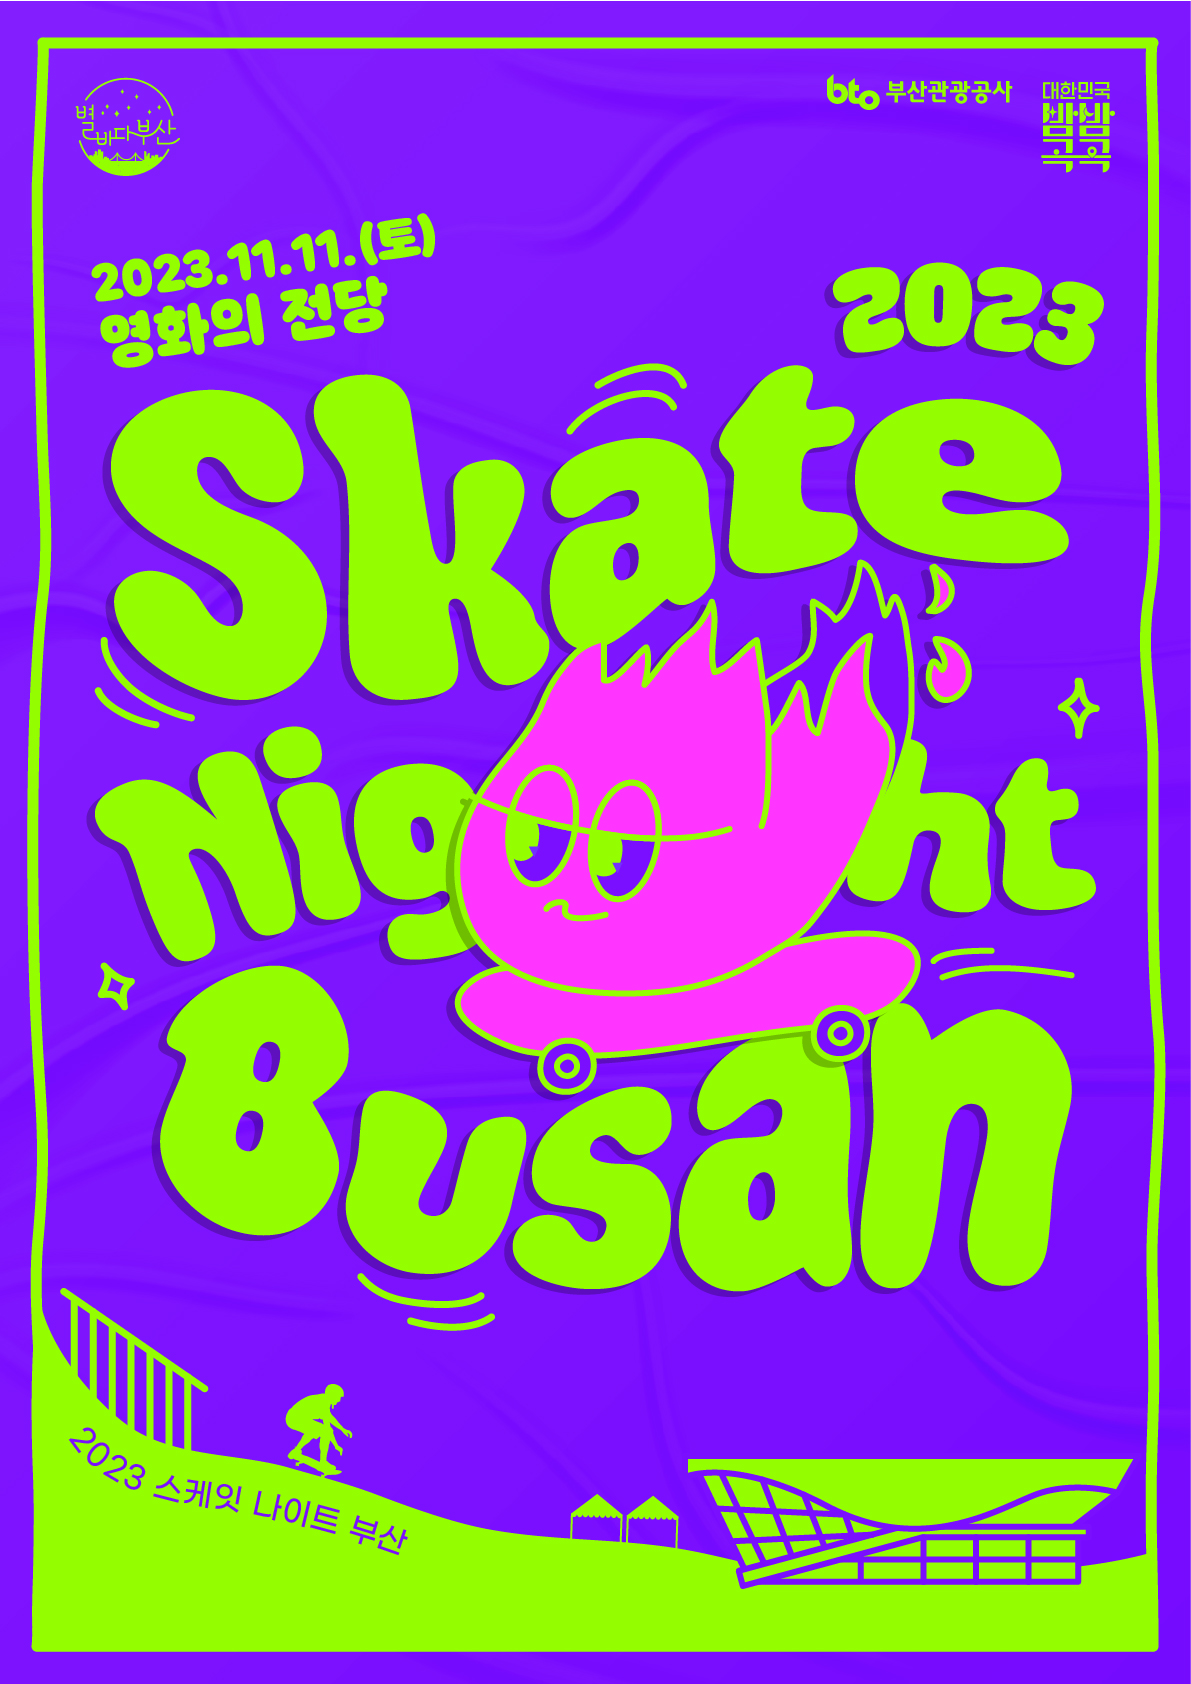 별바다부산
bto 부산관광공사
대한민국
밤밤
곡곡
2023.11.11.(토)
영화의 전당
2023
Skate
Night
Busan
2023 스케잇 나이트 부산